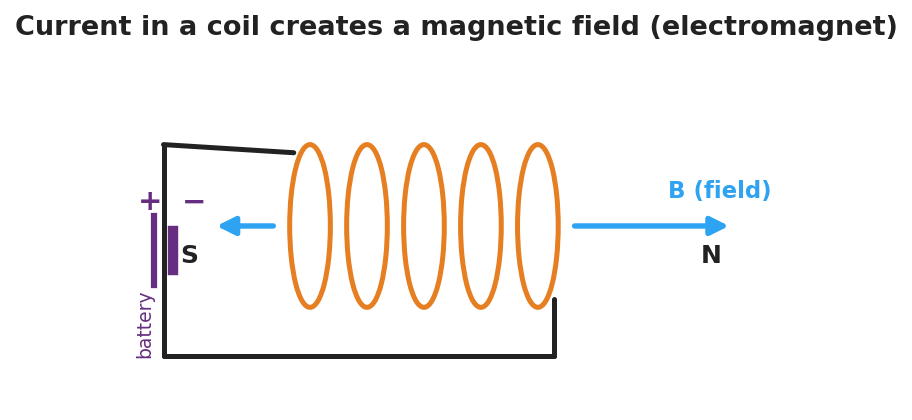 Current in a coil creates a magnetic field (electromagnet)
B (field)
+ −
S
N
battery